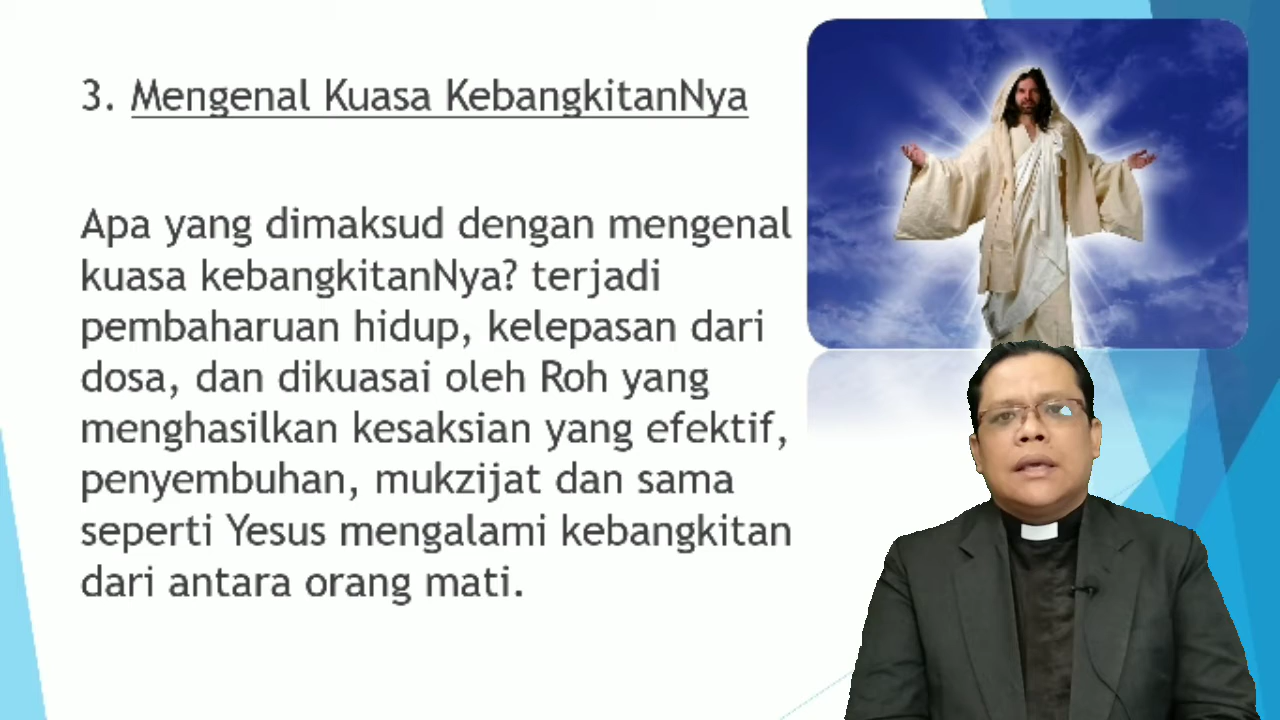 3. Mengenal Kuasa KebangkitanNya
Apa yang dimaksud dengan mengenal
kuasa kebangkitanNya? terjadi
pembaharuan hidup, kelepasan dari
dosa, dan dikuasai oleh Roh yang
menghasilkan kesaksian yang efektif,
penyembuhan, mukzijat dan sama
seperti Yesus mengalami kebangkitan
dari antara orang mati.